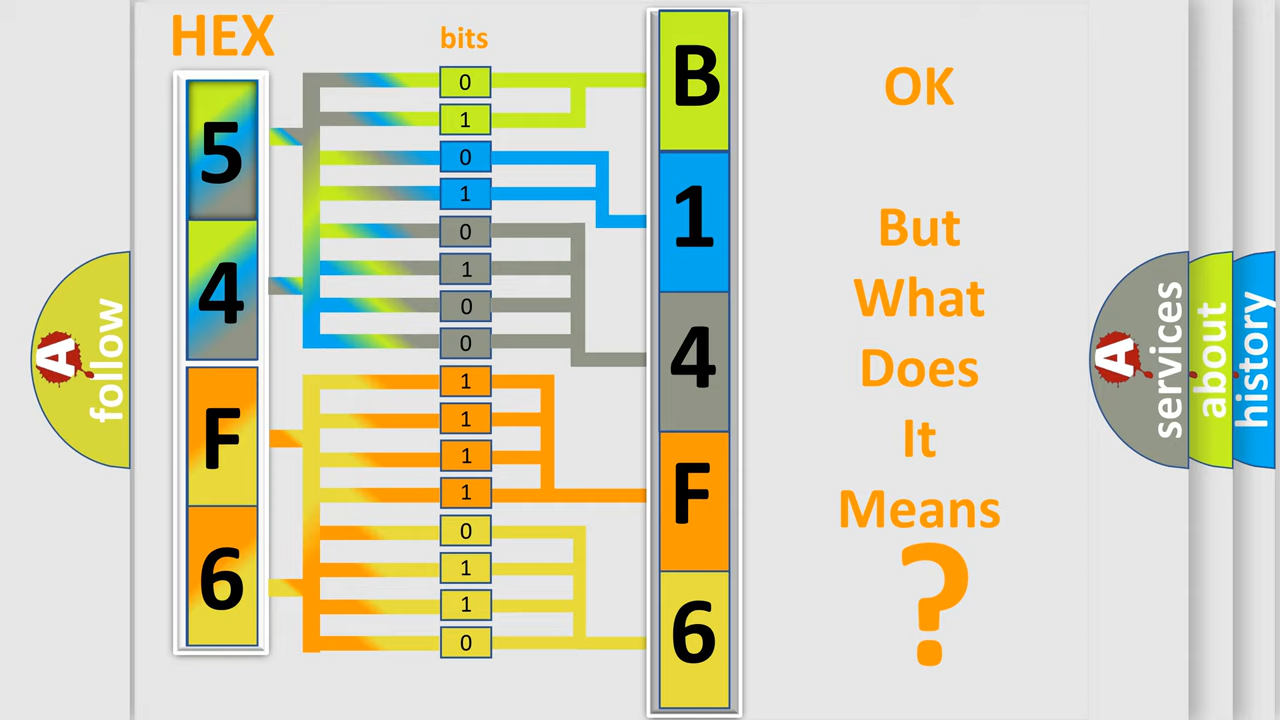 HEX
bits
5
4
F
6
0
1
0
1
0
1
0
0
1
1
1
1
0
1
1
0
B
1
4
F
6
OK
But
What
Does
It
Means
?
A
follow
A
services
about
history